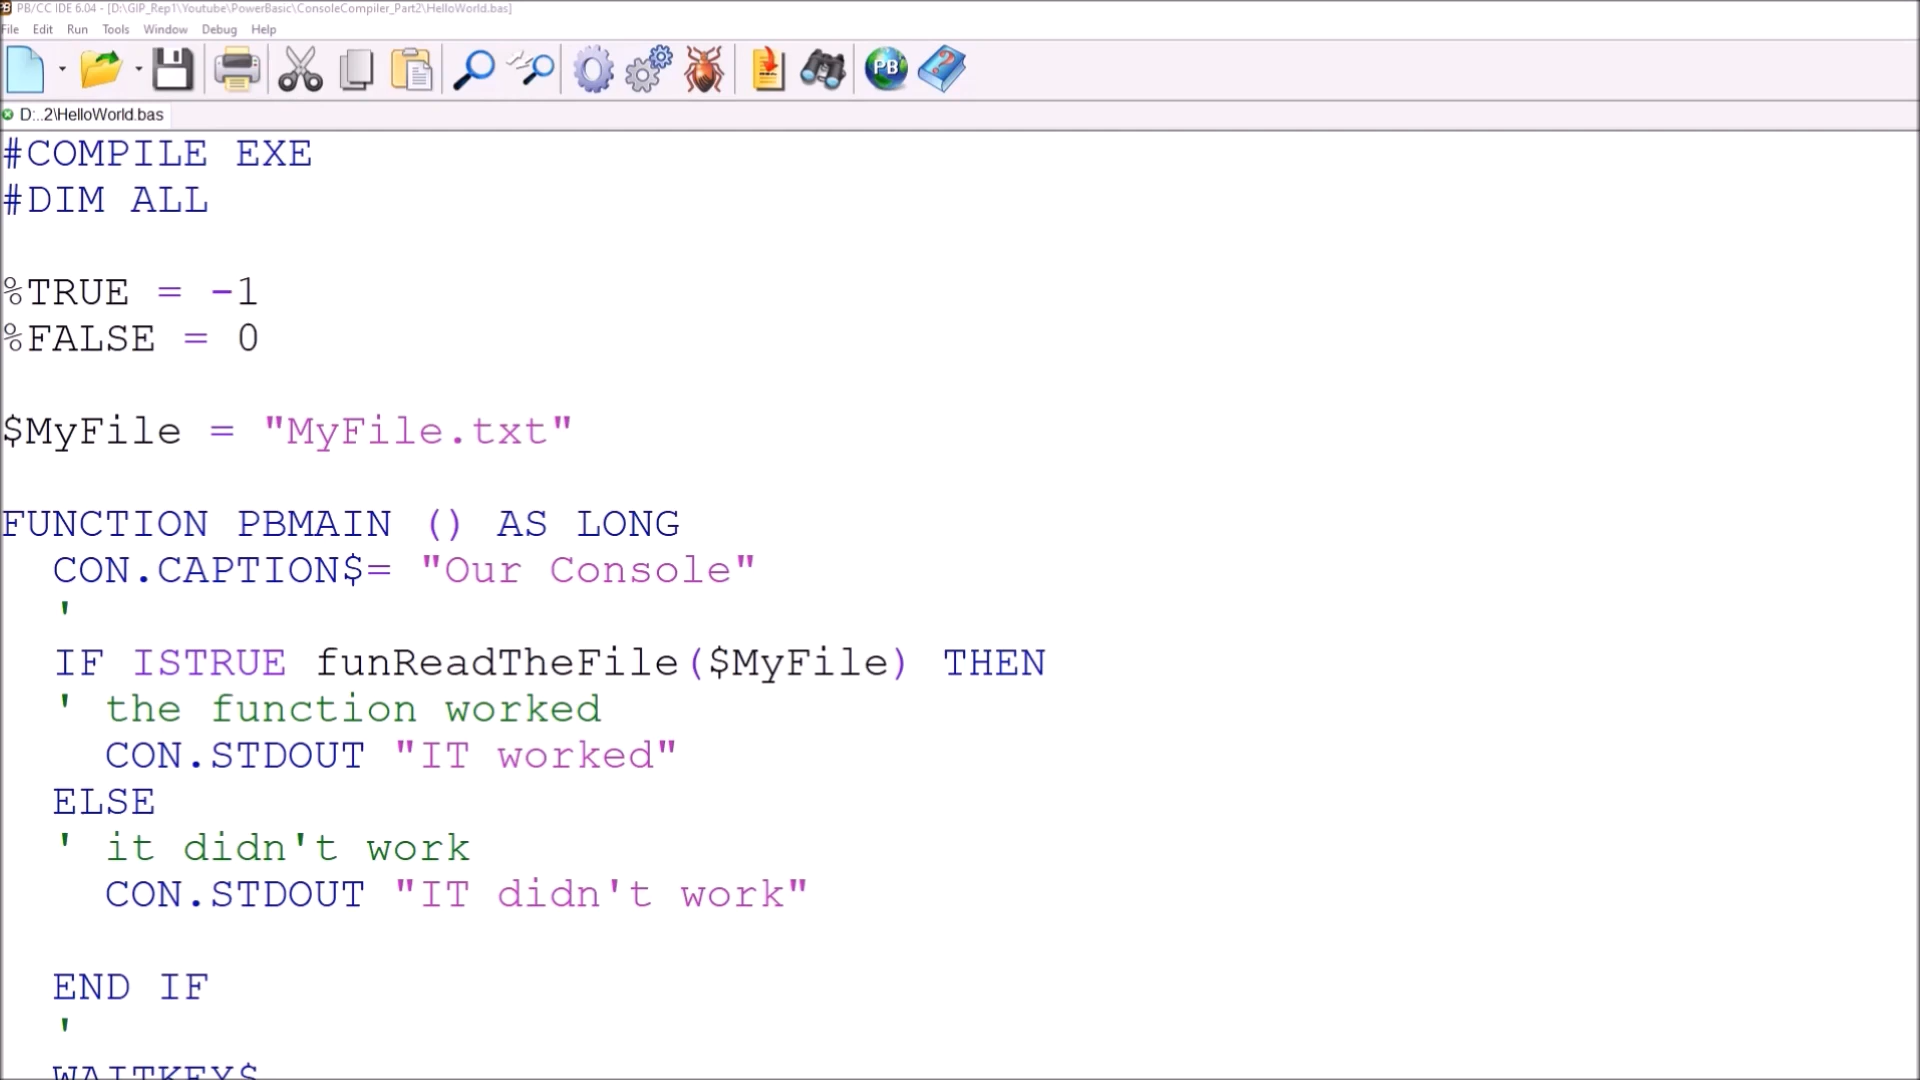 PB/CC IDE 6.04 - [D:\GIP_Rep1\Youtube\PowerBasic\ConsoleCompiler_Part2\HelloWorld.bas]
File Edit Run Tools Window Debug Help
PB
D:..2\HelloWorld.bas
#COMPILE EXE
#DIM ALL
%TRUE = -1
%FALSE = 0
$MyFile = "MyFile.txt"
FUNCTION PBMAIN () AS LONG
CON.CAPTION$= "Our Console"
'
IF ISTRUE funReadTheFile($MyFile) THEN
' the function worked
CON.STDOUT "IT worked"
ELSE
' it didn't work
CON.STDOUT "IT didn't work"
END IF
'
WAITKEY$